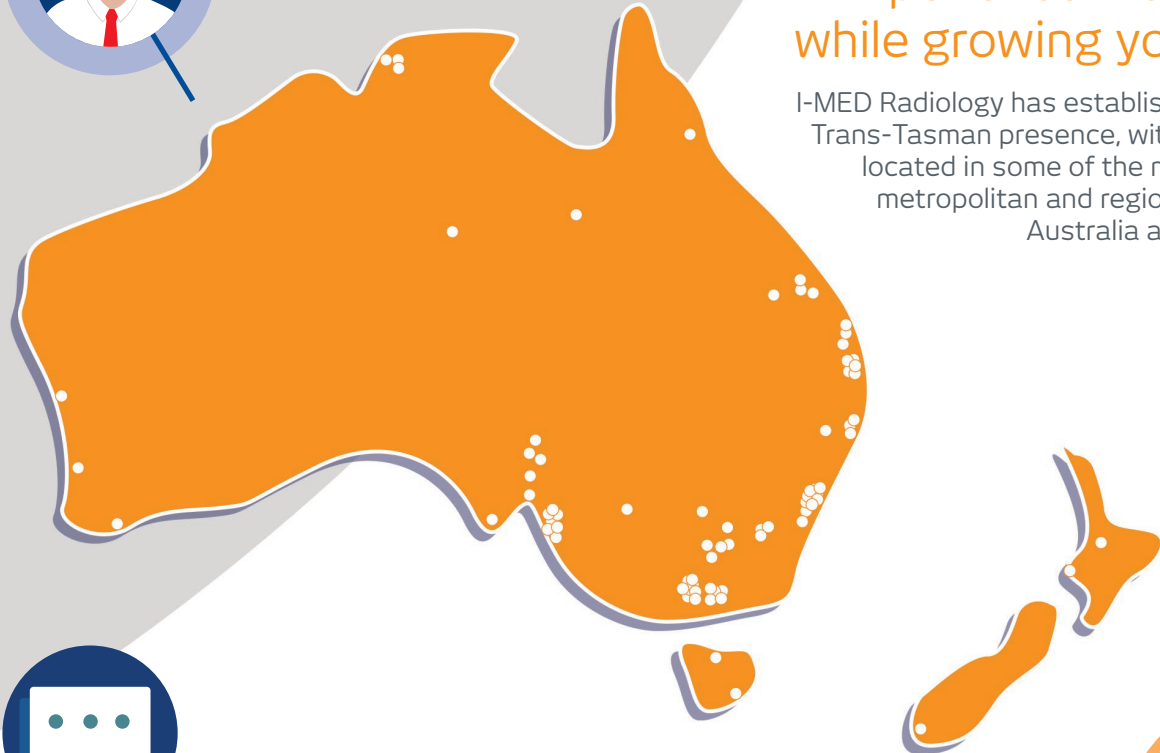 while growing yo
I-MED Radiology has establis
Trans-Tasman presence, wit
located in some of the
metropolitan and regio
Australia a